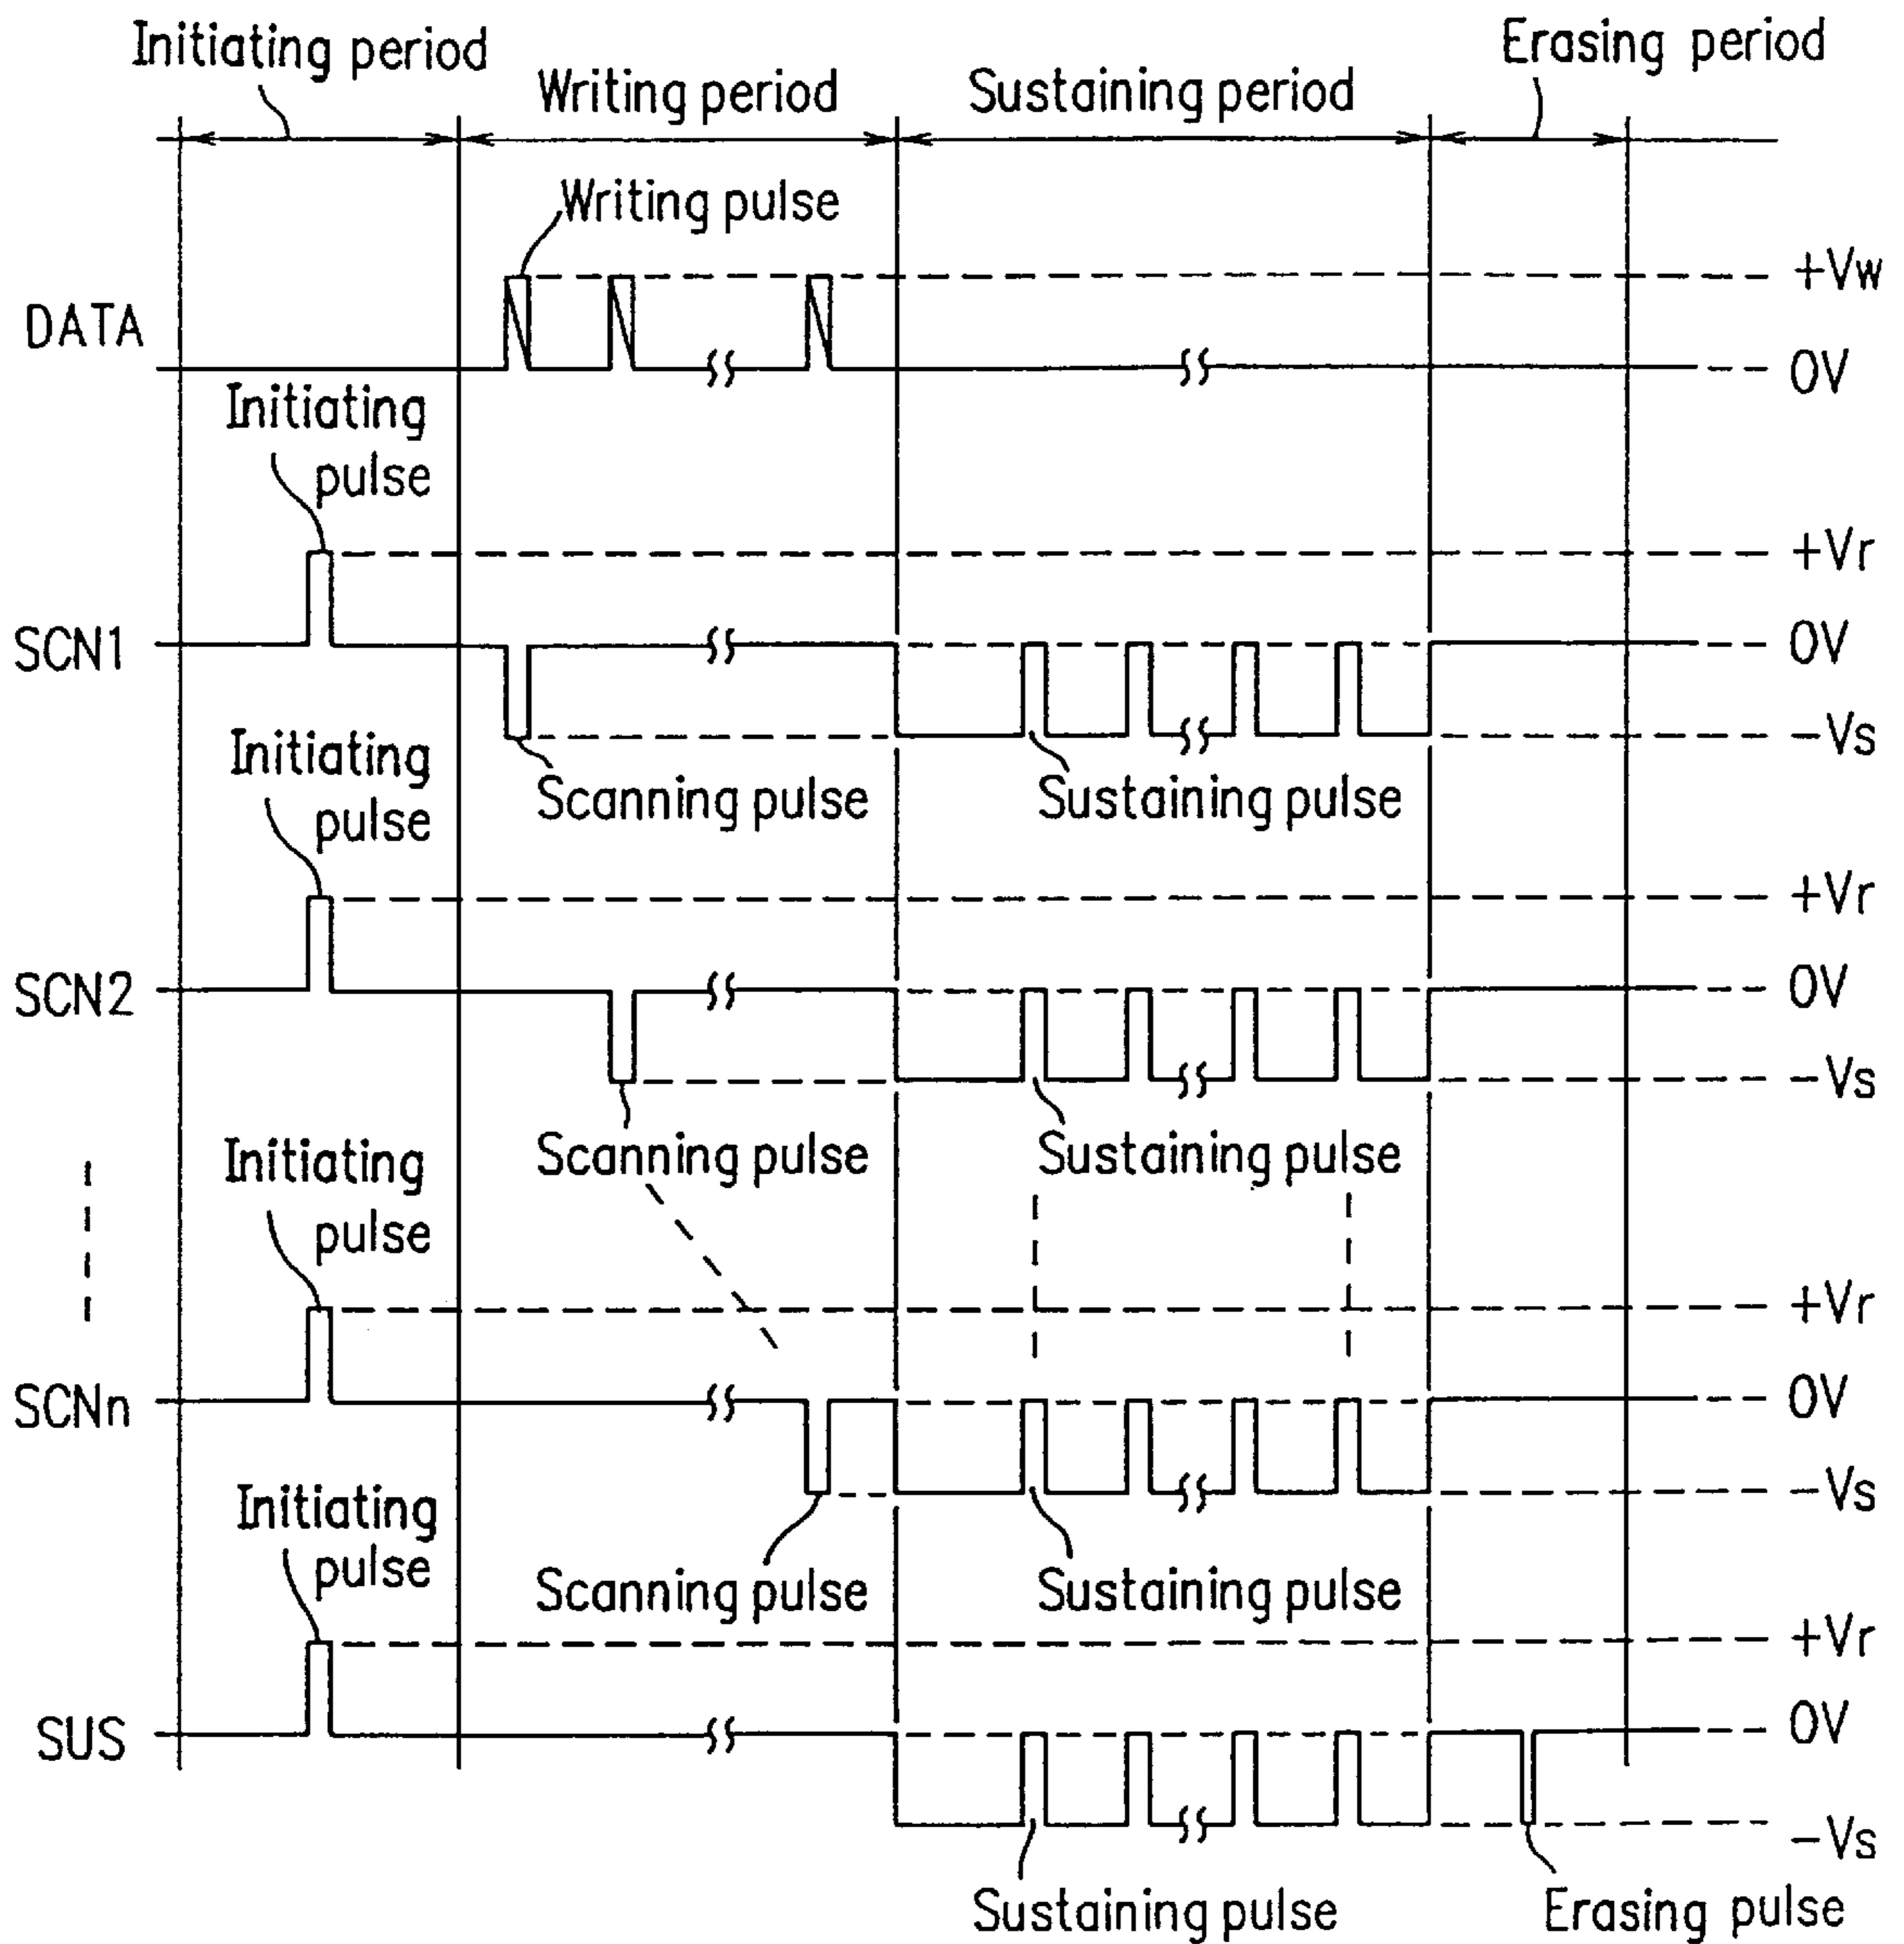 Initiating period
Writing period
Sustaining period
Erasing period
Writing pulse
+Vw
DATA
0V
Initiating
pulse
+Vr
SCN1
0V
-Vs
Scanning pulse
Sustaining pulse
Initiating
pulse
+Vr
SCN2
0V
-Vs
Scanning pulse
Sustaining pulse
Initiating
pulse
+Vr
SCNn
0V
-Vs
Scanning pulse
Sustaining pulse
Initiating
pulse
+Vr
SUS
0V
-Vs
Sustaining pulse
Erasing pulse